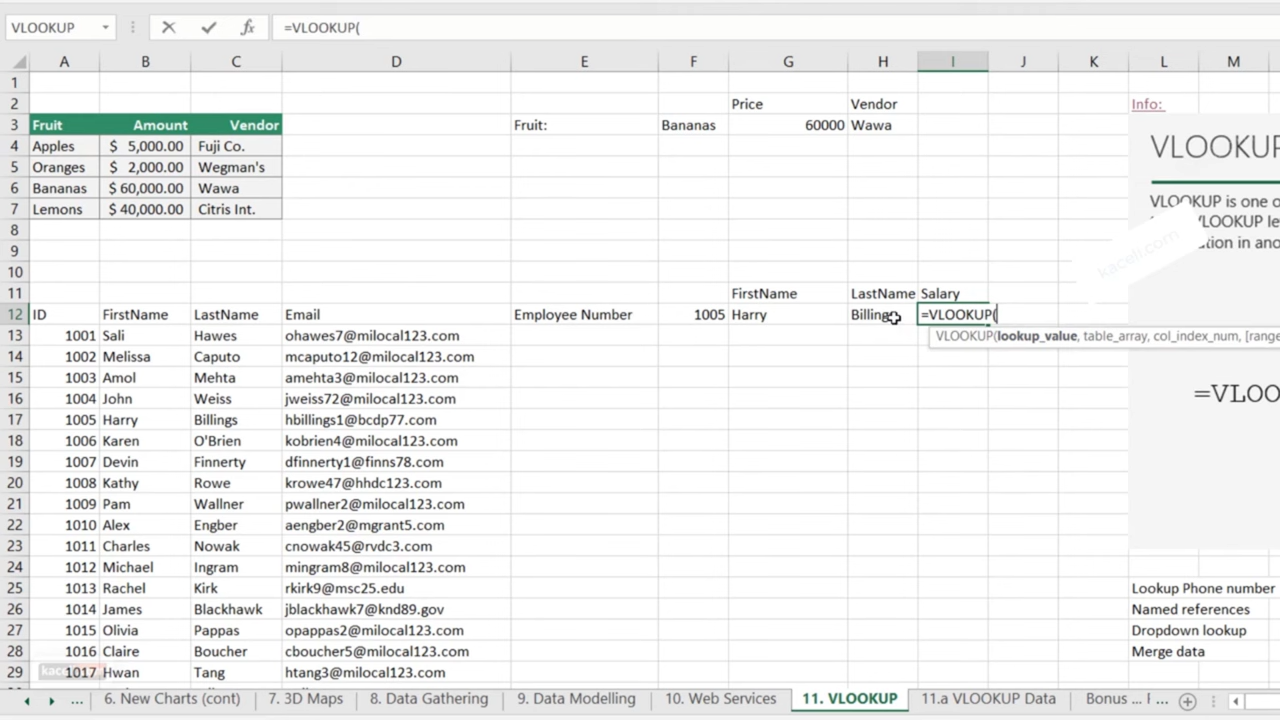 VLOOKUP =VLOOKUP(
A B C D E F G H I J K L M
1
2 Price Vendor Info:
3 Fruit Amount Vendor Fruit: Bananas 60000 Wawa
4 Apples $ 5,000.00 Fuji Co.
5 Oranges $ 2,000.00 Wegman's
6 Bananas $ 60,000.00 Wawa
7 Lemons $ 40,000.00 Citris Int.
8
9
10
VLOOKUP
VLOOKUP is one o
VLOOKUP le
tion in ano
kaceli.com
11 FirstName LastName Salary
12 ID FirstName LastName Email Employee Number 1005 Harry Billings =VLOOKUP(
VLOOKUP(lookup_value, table_array, col_index_num, [range
=VLOO
13 1001 Sali Hawes ohawes7@milocal123.com
14 1002 Melissa Caputo mcaputo12@milocal123.com
15 1003 Amol Mehta amehta3@milocal123.com
16 1004 John Weiss jweiss72@milocal123.com
17 1005 Harry Billings hbillings1@bcdp77.com
18 1006 Karen O'Brien kobrien4@milocal123.com
19 1007 Devin Finnerty dfinnerty1@finns78.com
20 1008 Kathy Rowe krowe47@hhdc123.com
21 1009 Pam Wallner pwallner2@milocal123.com
22 1010 Alex Engber aengber2@mgrant5.com
23 1011 Charles Nowak cnowak45@rvdc3.com
24 1012 Michael Ingram mingram8@milocal123.com
25 1013 Rachel Kirk rkirk9@msc25.edu Lookup Phone number
26 1014 James Blackhawk jblackhawk7@knd89.gov Named references
27 1015 Olivia Pappas opappas2@milocal123.com Dropdown lookup
28 1016 Claire Boucher cboucher5@milocal123.com Merge data
29 1017 Hwan Tang htang3@milocal123.com
... 6. New Charts (cont) 7. 3D Maps 8. Data Gathering 9. Data Modelling 10. Web Services 11. VLOOKUP 11.a VLOOKUP Data Bonus ... ...